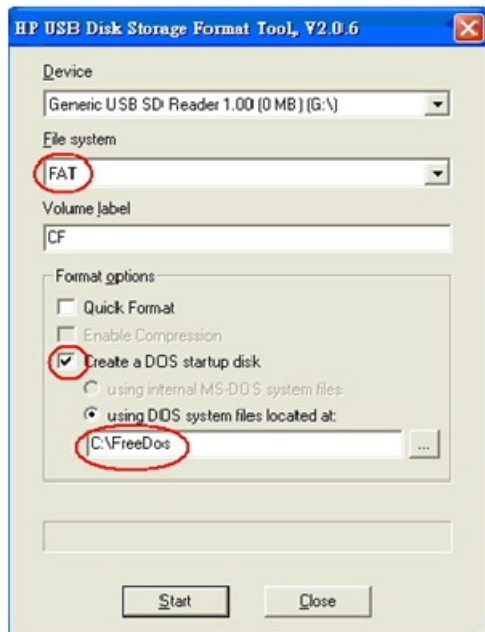 HP USB Disk Storage Format Tool, V2.0.6
Device
Generic USB SD Reader 1.00 (0 MB) (G:\)
File system
FAT
Volume label
CF
Format options
Quick Format
Enable Compression
Create a DOS startup disk
using internal MS-DOS system files
using DOS system files located at:
C:\FreeDos
...
Start
Close